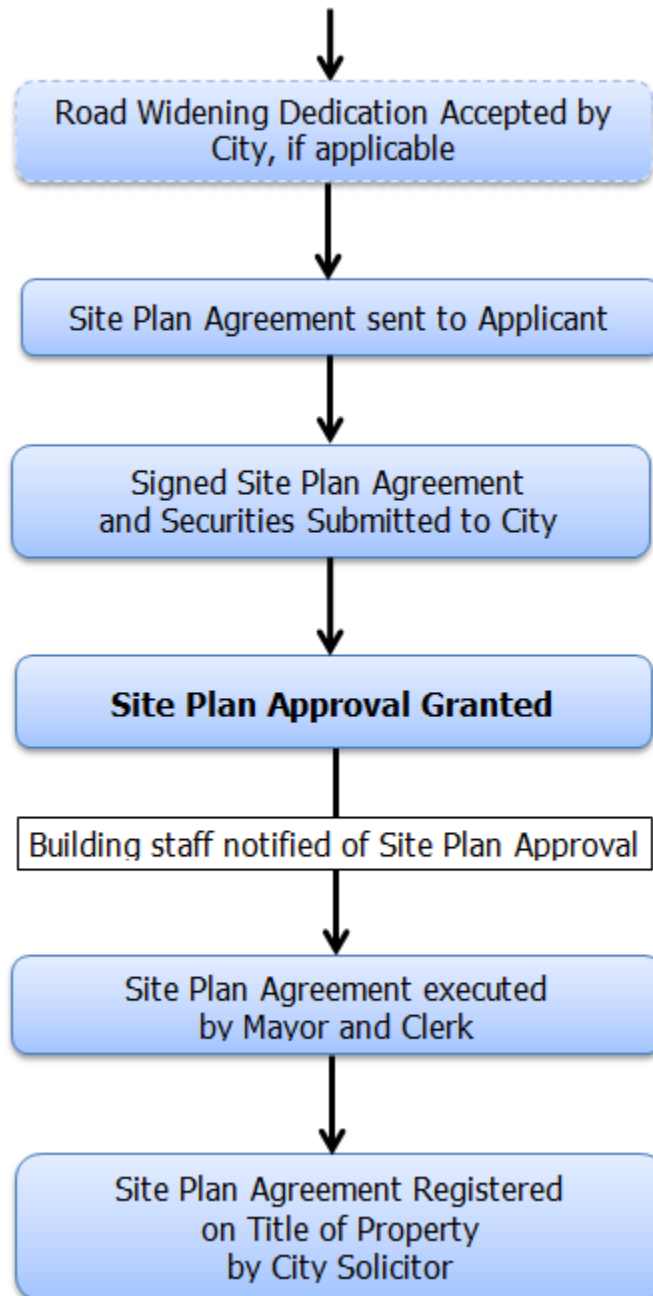 Road Widening Dedication Accepted by
City, if applicable
Site Plan Agreement sent to Applicant
Signed Site Plan Agreement
and Securities Submitted to City
Site Plan Approval Granted
Building staff notified of Site Plan Approval
Site Plan Agreement executed
by Mayor and Clerk
Site Plan Agreement Registered
on Title of Property
by City Solicitor